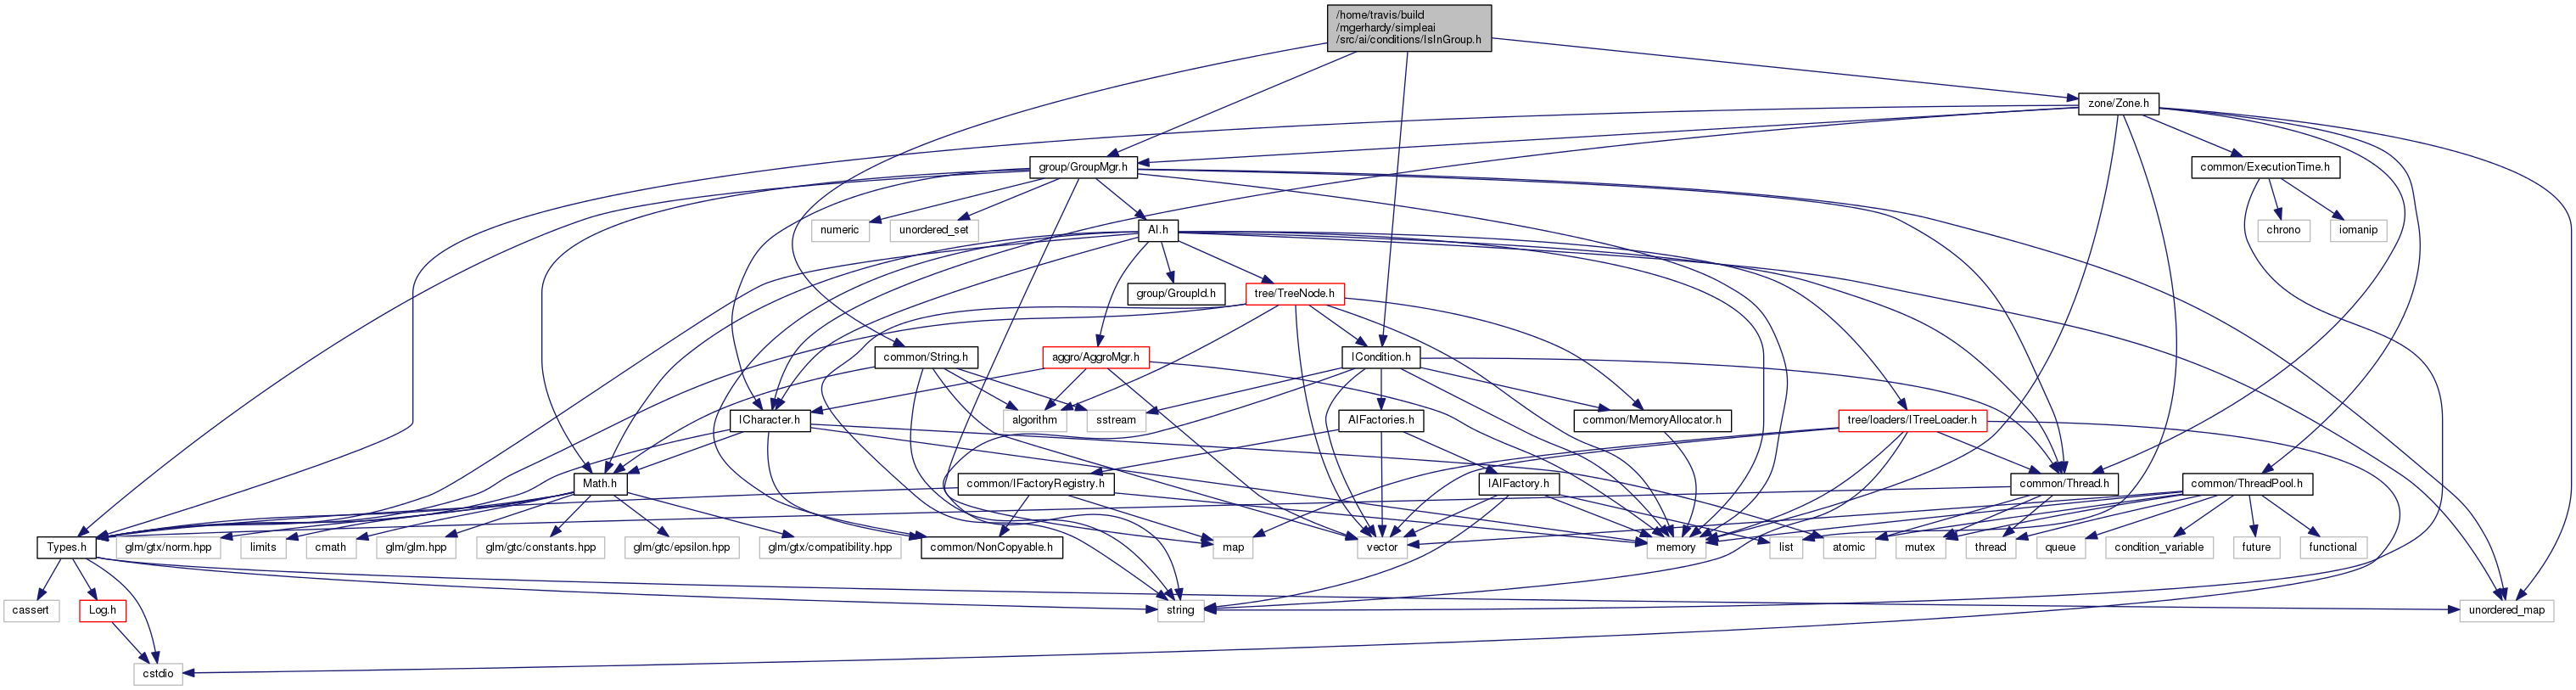 /home/travis/build
/mgerhardy/simpleai
/src/ai/conditions/IsInGroup.h
zone/Zone.h
group/GroupMgr.h
common/ExecutionTime.h
numeric
unordered_set
AI.h
chrono
iomanip
group/GroupId.h
tree/TreeNode.h
common/String.h
aggro/AggroMgr.h
ICondition.h
ICharacter.h
algorithm
sstream
AIFactories.h
common/MemoryAllocator.h
tree/loaders/ITreeLoader.h
Math.h
common/IFactoryRegistry.h
IAIFactory.h
common/Thread.h
common/ThreadPool.h
Types.h
glm/gtx/norm.hpp
limits
cmath
glm/glm.hpp
glm/gtc/constants.hpp
glm/gtc/epsilon.hpp
glm/gtx/compatibility.hpp
common/NonCopyable.h
map
vector
memory
list
atomic
mutex
thread
queue
condition_variable
future
functional
cassert
Log.h
string
unordered_map
cstdio